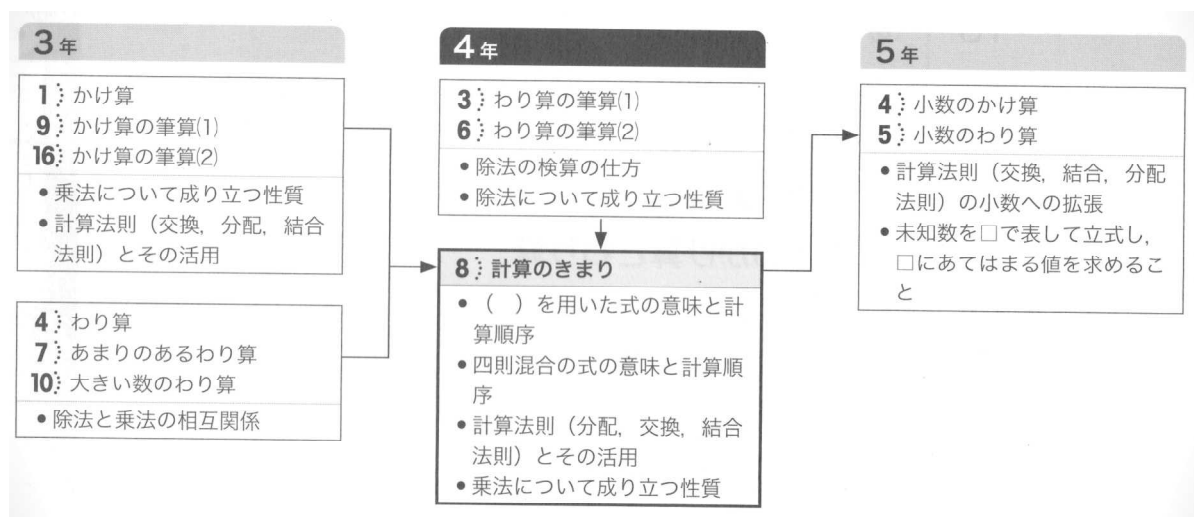 3年
1 かけ算
9 かけ算の筆算(1)
16 かけ算の筆算(2)
• 乗法について成り立つ性質
• 計算法則（交換，分配，結合
法則）とその活用
4 わり算
7 あまりのあるわり算
10 大きい数のわり算
• 除法と乗法の相互関係
4年
3 わり算の筆算(1)
6 わり算の筆算(2)
• 除法の検算の仕方
• 除法について成り立つ性質
8 計算のきまり
• （　）を用いた式の意味と計
算順序
• 四則混合の式の意味と計算順
序
• 計算法則（分配，交換，結合
法則）とその活用
• 乗法について成り立つ性質
5年
4 小数のかけ算
5 小数のわり算
• 計算法則（交換，結合，分配
法則）の小数への拡張
• 未知数を□で表して立式し，
□にあてはまる値を求めるこ
と